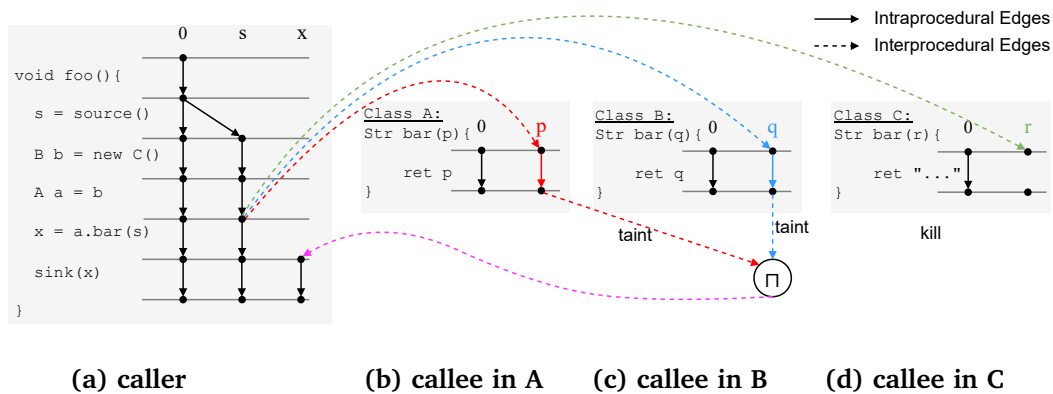 0 s x
void foo(){
s = source()
B b = new C()
A a = b
x = a.bar(s)
sink(x)
}
Intraprocedural Edges
Interprocedural Edges
Class A:
Str bar(p){
0 p
ret p
}
Class B:
Str bar(q){
0 q
ret q
}
Class C:
Str bar(r){
0 r
ret "..."
}
taint
taint
kill
⊓
(a) caller
(b) callee in A
(c) callee in B
(d) callee in C